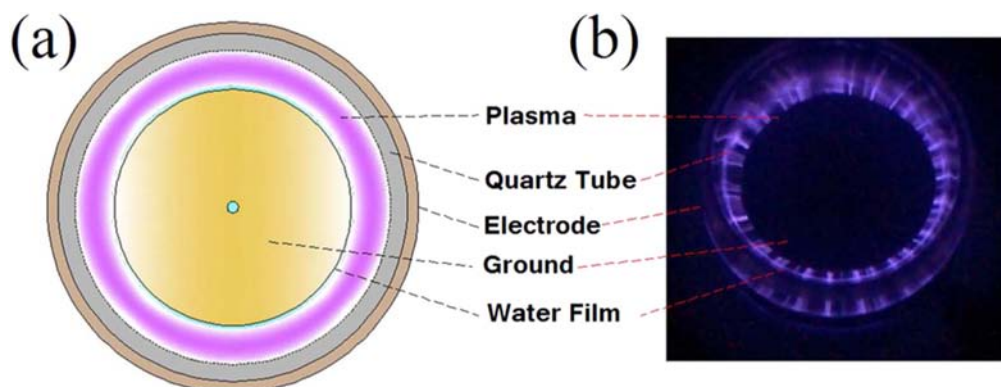 (a)
(b)
Plasma
Quartz Tube
Electrode
Ground
Water Film